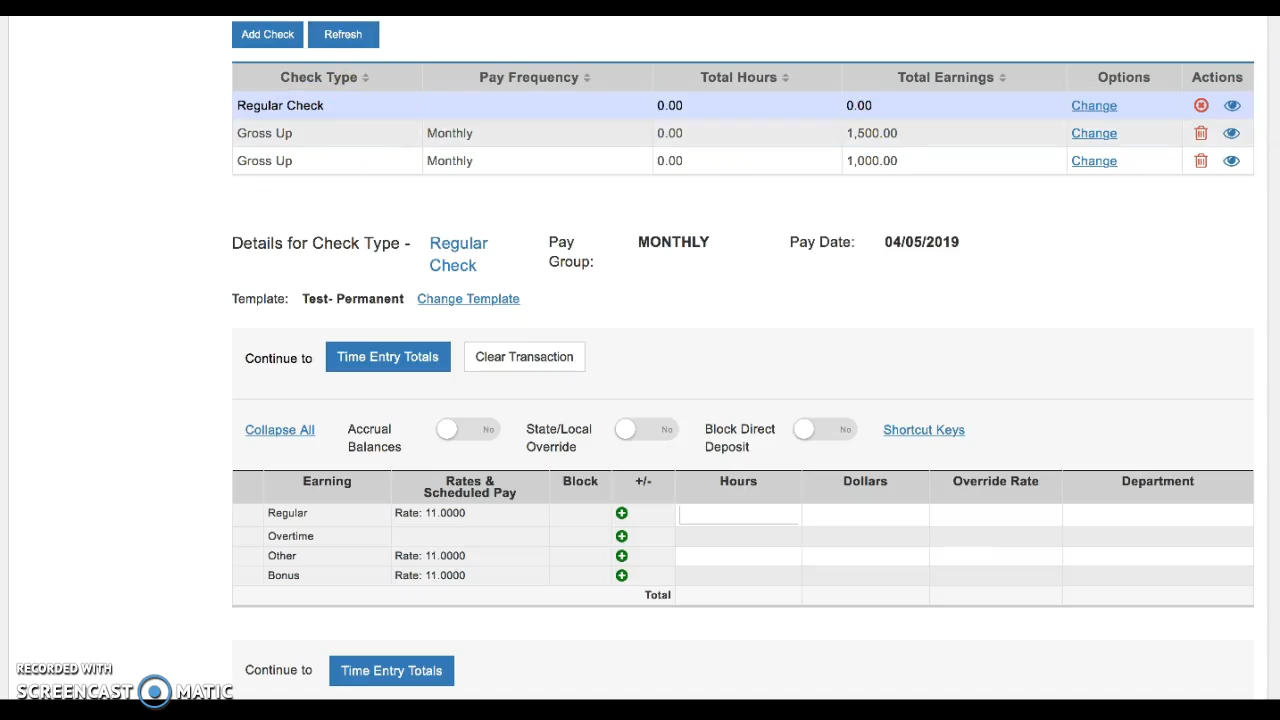 Add Check Refresh
Check Type Pay Frequency Total Hours Total Earnings Options Actions
Regular Check 0.00 0.00 Change
Gross Up Monthly 0.00 1,500.00 Change
Gross Up Monthly 0.00 1,000.00 Change
Details for Check Type - Regular Check Pay Group: MONTHLY Pay Date: 04/05/2019
Template: Test- Permanent Change Template
Continue to Time Entry Totals Clear Transaction
Collapse All Accrual Balances No State/Local Override No Block Direct Deposit No Shortcut Keys
Earning Rates & Scheduled Pay Block +/- Hours Dollars Override Rate Department
Regular Rate: 11.0000
Overtime
Other Rate: 11.0000
Bonus Rate: 11.0000
Total
Continue to Time Entry Totals
RECORDED WITH
SCREENCAST MATIC